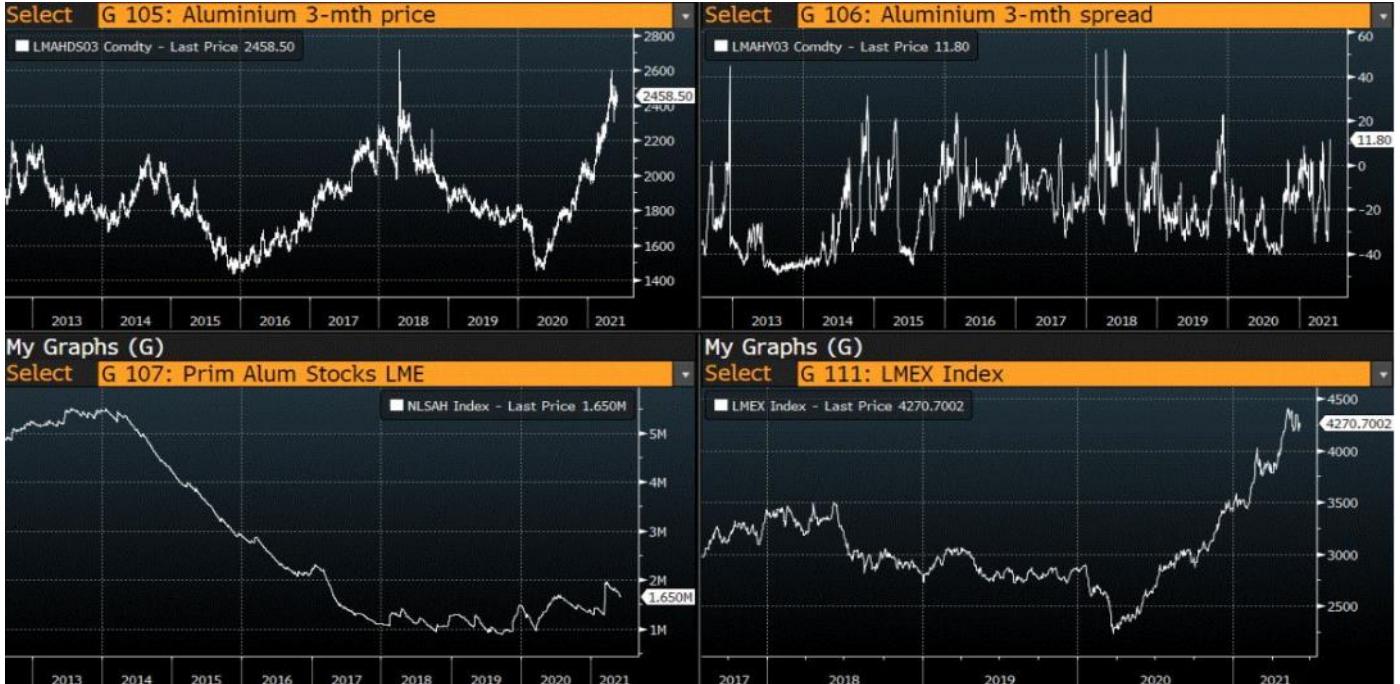 Select G 105: Aluminium 3-mth price
LMAHDS03 Comdty - Last Price 2458.50
2800
2600
2458.50
2400
2200
2000
1800
1600
1400
2013 2014 2015 2016 2017 2018 2019 2020 2021
Select G 106: Aluminium 3-mth spread
LMAHY03 Comdty - Last Price 11.80
60
40
20
11.80
0
-20
-40
2013 2014 2015 2016 2017 2018 2019 2020 2021
My Graphs (G)
Select G 107: Prim Alum Stocks LME
NLSAH Index - Last Price 1.650M
5M
4M
3M
2M
1.650M
1M
2013 2014 2015 2016 2017 2018 2019 2020 2021
My Graphs (G)
Select G 111: LMEX Index
LMEX Index - Last Price 4270.7002
4500
4270.7002
4000
3500
3000
2500
2017 2018 2019 2020 2021